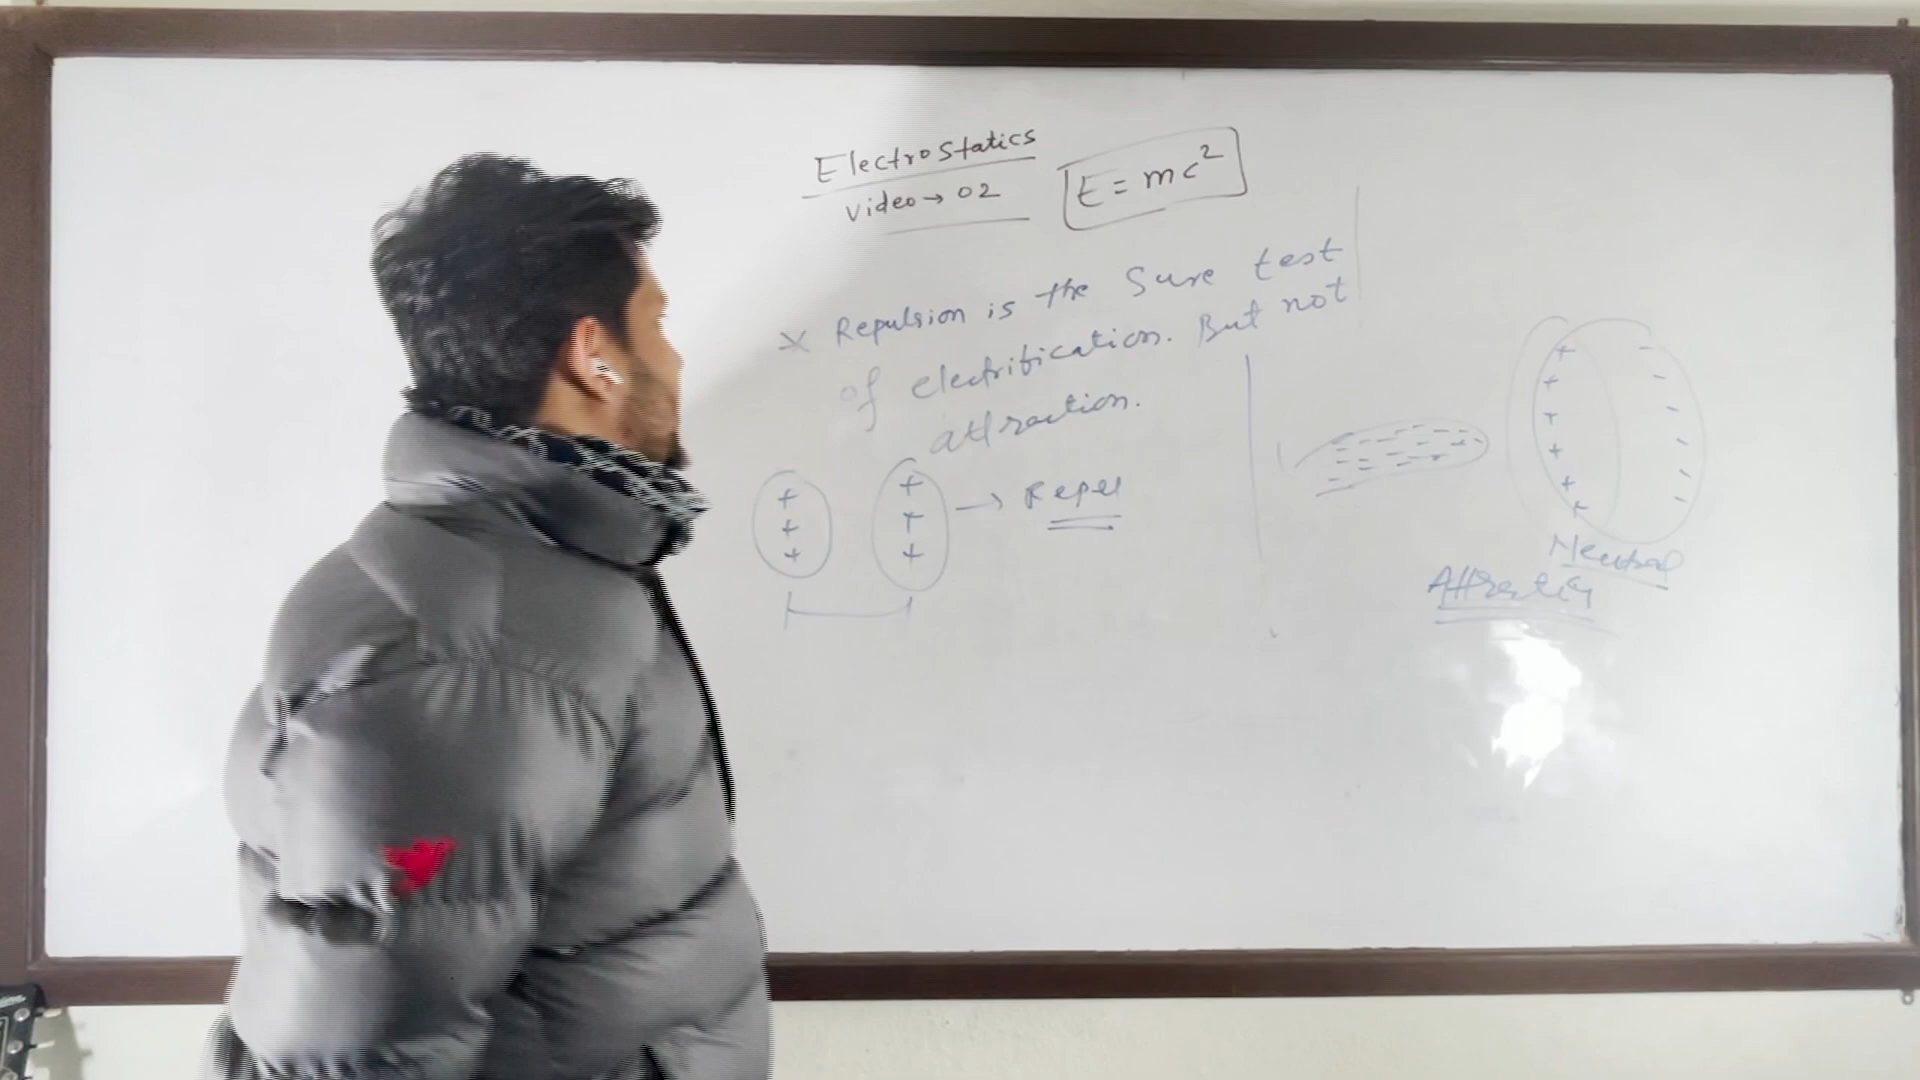 Electrostatics
Video → 02
E = mc²
× Repulsion is the Sure test
of electrification. But not
attraction.
+ +
+ +
+ +
→ Repel
+ -
+ -
+ -
+ -
+ -
+ -
Neutral
Attraction